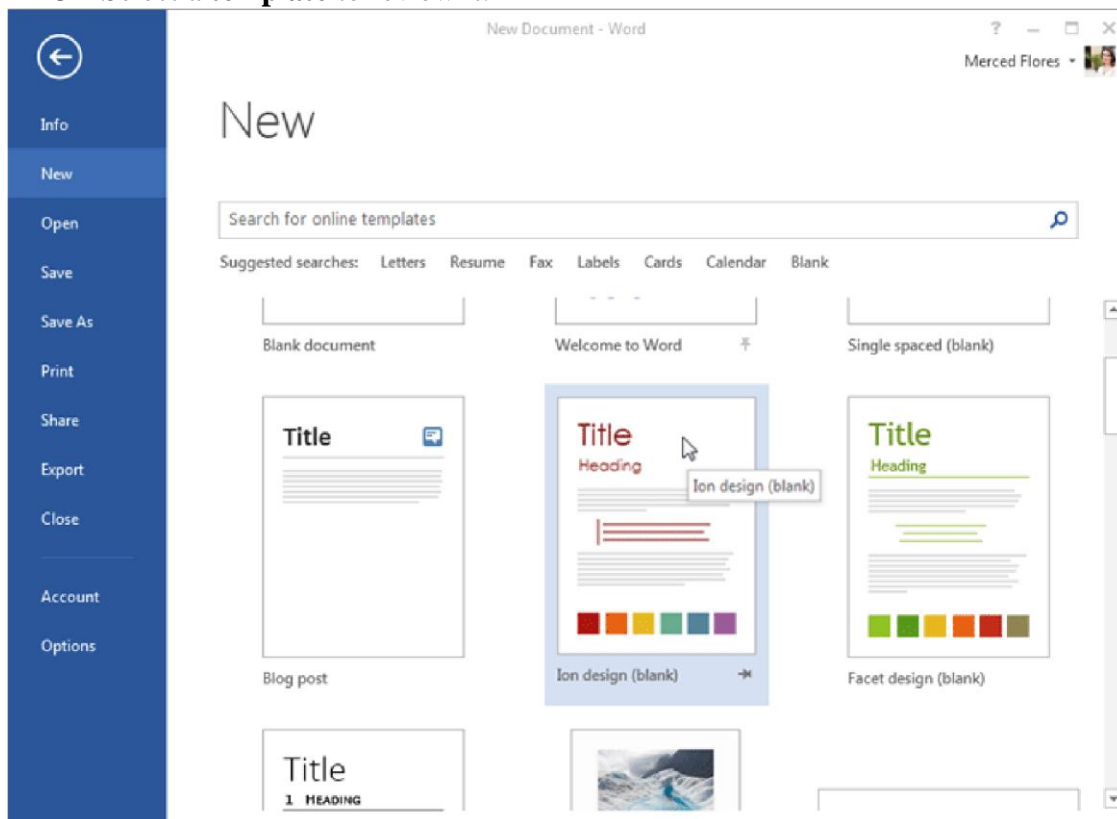 New Document - Word
?
Merced Flores
Info
New
Open
Save
Save As
Print
Share
Export
Close
Account
Options
New
Search for online templates
Suggested searches: Letters Resume Fax Labels Cards Calendar Blank
Blank document
Welcome to Word
Single spaced (blank)
Title
Blog post
Title
Heading
Ion design (blank)
Ion design (blank)
Title
Heading
Facet design (blank)
Title
1 HEADING